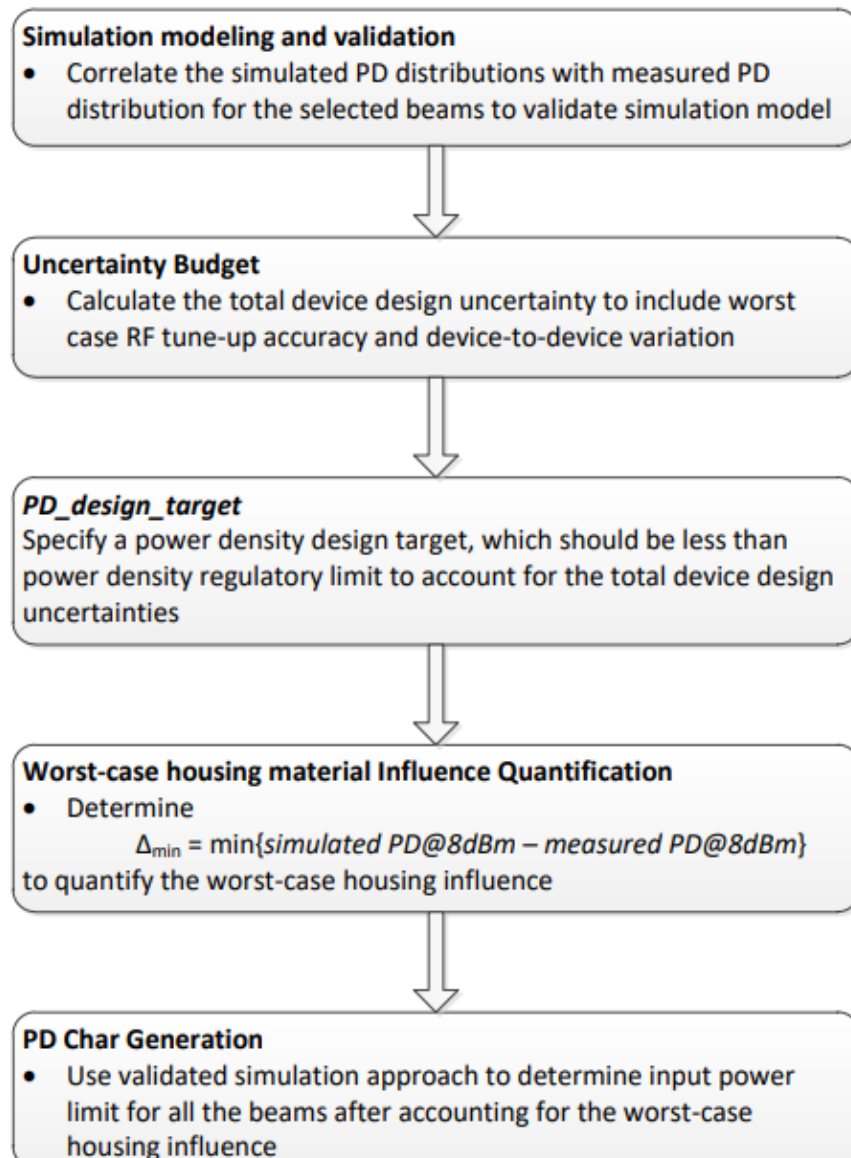 Simulation modeling and validation
• Correlate the simulated PD distributions with measured PD
distribution for the selected beams to validate simulation model
Uncertainty Budget
• Calculate the total device design uncertainty to include worst
case RF tune-up accuracy and device-to-device variation
PD_design_target
Specify a power density design target, which should be less than
power density regulatory limit to account for the total device design
uncertainties
Worst-case housing material Influence Quantification
• Determine
Δmin = min{simulated PD@8dBm – measured PD@8dBm}
to quantify the worst-case housing influence
PD Char Generation
• Use validated simulation approach to determine input power
limit for all the beams after accounting for the worst-case
housing influence